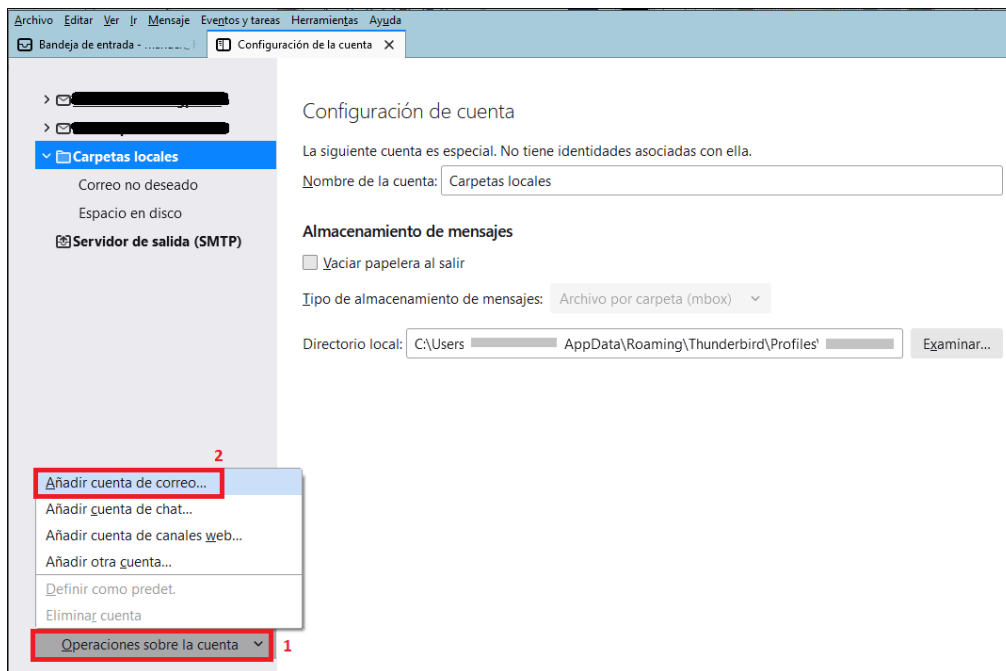 Archivo Editar Ver Ir Mensaje Eventos y tareas Herramientas Ayuda
Bandeja de entrada - Configuración de la cuenta
Configuración de cuenta
La siguiente cuenta es especial. No tiene identidades asociadas con ella.
Carpetas locales
Nombre de la cuenta: Carpetas locales
Correo no deseado
Espacio en disco
Almacenamiento de mensajes
Servidor de salida (SMTP)
Vaciar papelera al salir
Tipo de almacenamiento de mensajes: Archivo por carpeta (mbox)
Directorio local: C:\Users AppData\Roaming\Thunderbird\Profiles\ Examinar...
2
Añadir cuenta de correo...
Añadir cuenta de chat...
Añadir cuenta de canales web...
Añadir otra cuenta...
Definir como predet.
Eliminar cuenta
Operaciones sobre la cuenta 1